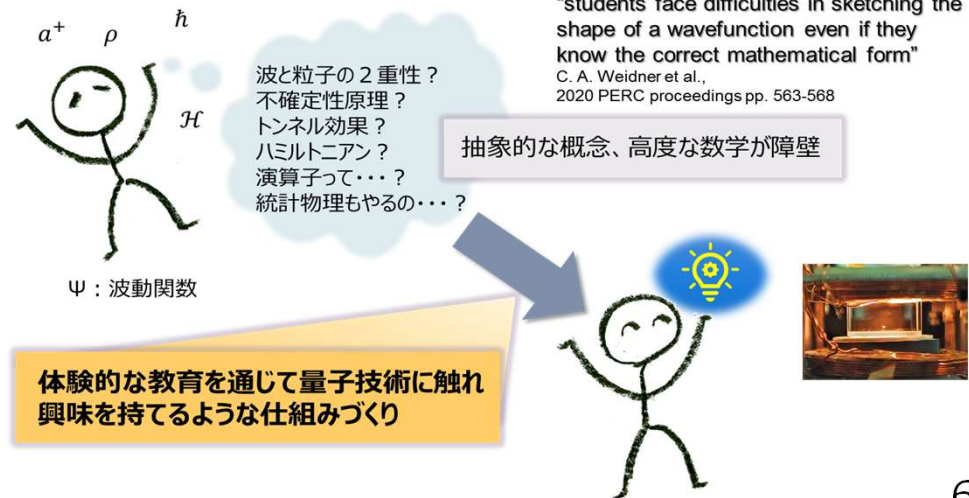 a⁺ ρ ℏ
ℋ
波と粒子の２重性？
不確定性原理？
トンネル効果？
ハミルトニアン？
演算子って・・・？
統計物理もやるの・・・？
Ψ：波動関数
"students face difficulties in sketching the
shape of a wavefunction even if they
know the correct mathematical form"
C. A. Weidner et al.,
2020 PERC proceedings pp. 563-568
抽象的な概念、高度な数学が障壁
体験的な教育を通じて量子技術に触れ
興味を持てるような仕組みづくり
6